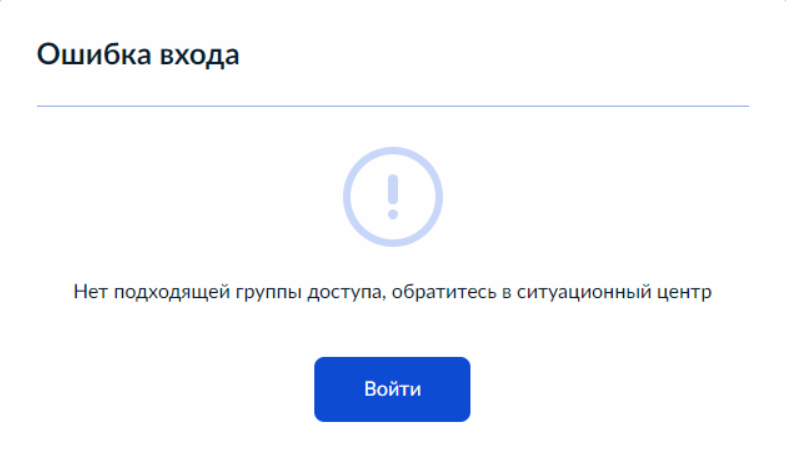 Ошибка входа
Нет подходящей группы доступа, обратитесь в ситуационный центр
Войти